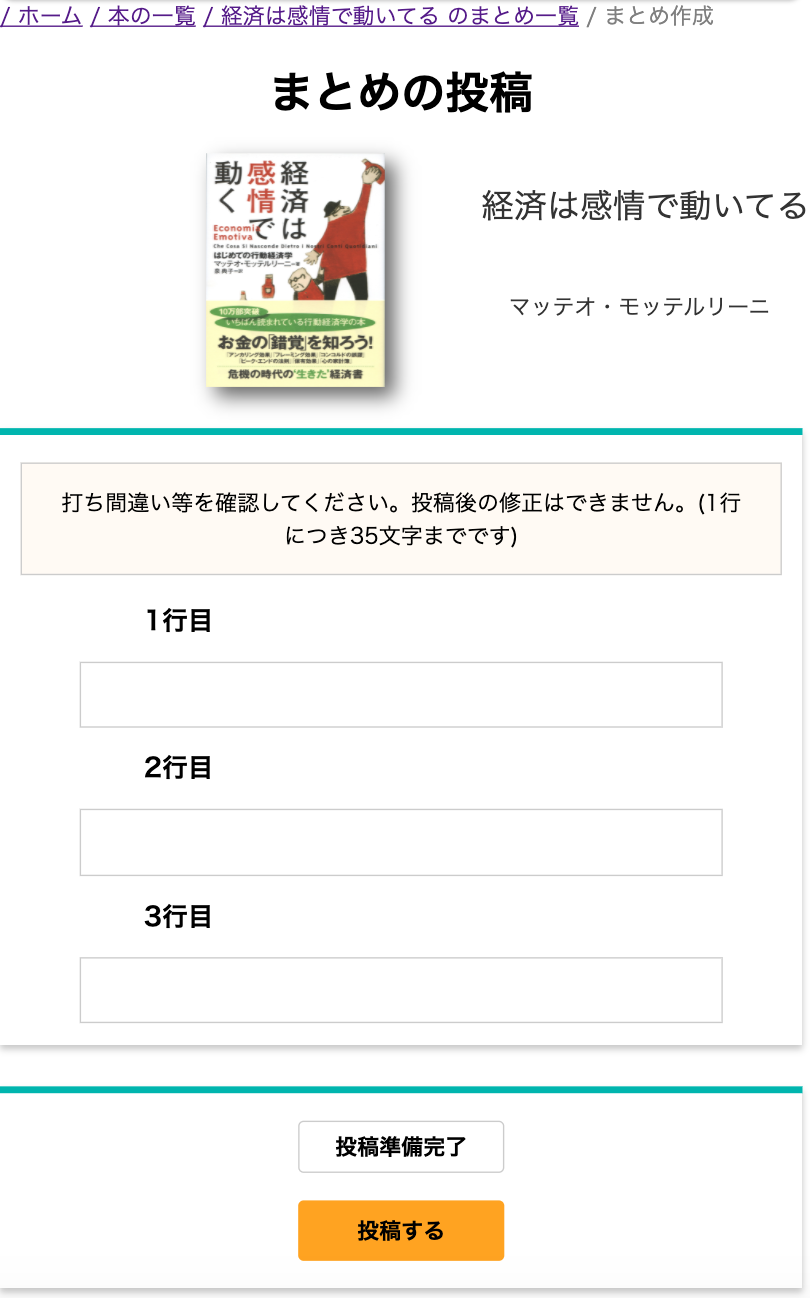 / ホーム / 本の一覧 / 経済は感情で動いてる のまとめ一覧 / まとめ作成
まとめの投稿
経済は
感情で
動く
Economia
Emotiva
Che Cosa Si Nasconde Dietro I Nostri Conti Quotidiani
はじめての行動経済学
マッテオ・モッテルリーニ=著
泉典子=訳
10万部突破
いちばん読まれている行動経済学の本
お金の「錯覚」を知ろう!
「アンカリング効果」「フレーミング効果」「コンコルドの誤謬」
「ピーク・エンドの法則」「保有効果」「心の家計簿」
危機の時代の“生きた”経済書
経済は感情で動いてる
マッテオ・モッテルリーニ
打ち間違い等を確認してください。投稿後の修正はできません。(1行
につき35文字までです)
1行目
2行目
3行目
投稿準備完了
投稿する